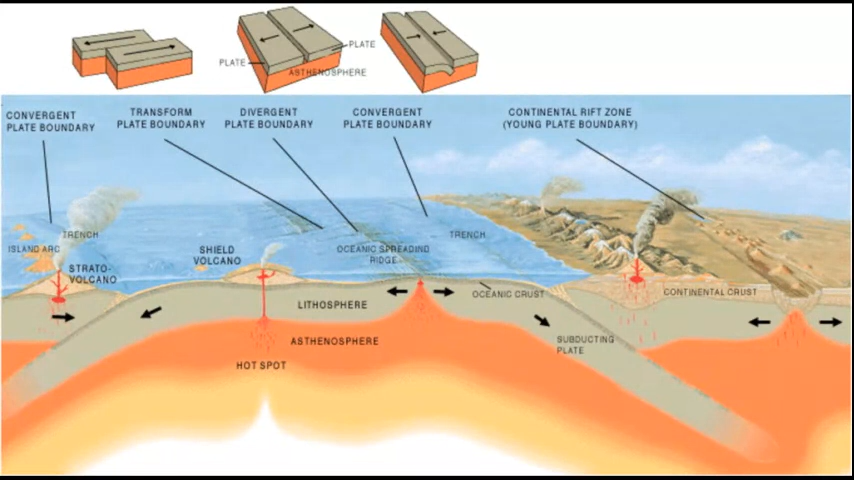 PLATE
PLATE
ASTHENOSPHERE
CONVERGENT
PLATE BOUNDARY
TRANSFORM
PLATE BOUNDARY
DIVERGENT
PLATE BOUNDARY
CONVERGENT
PLATE BOUNDARY
CONTINENTAL RIFT ZONE
(YOUNG PLATE BOUNDARY)
TRENCH
ISLAND ARC
STRATO-
VOLCANO
SHIELD
VOLCANO
OCEANIC SPREADING
RIDGE
TRENCH
LITHOSPHERE
OCEANIC CRUST
CONTINENTAL CRUST
ASTHENOSPHERE
SUBDUCTING
PLATE
HOT SPOT